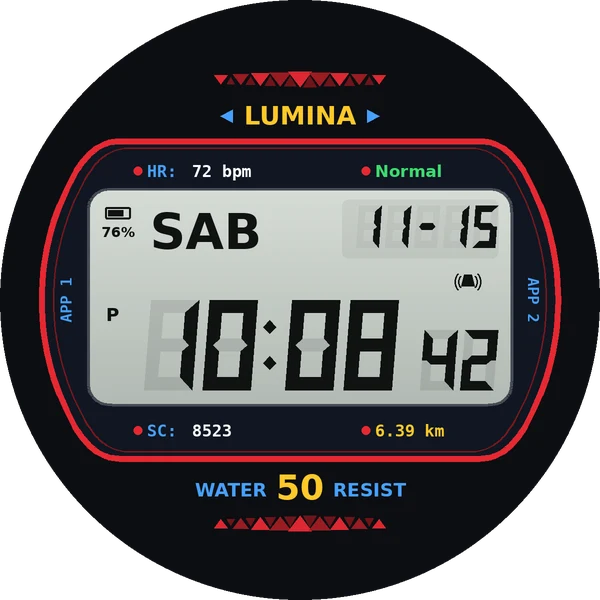 ◀ LUMINA ▶
HR: 72 bpm
Normal
76%
SAB
11-15
APP 1
APP 2
P
10:08 42
SC: 8523
6.39 km
WATER 50 RESIST